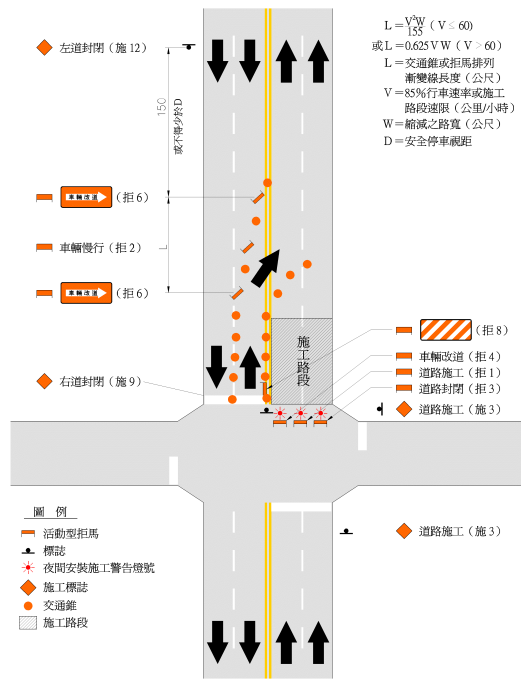 L＝V²W/155（V≤60）
或L＝0.625VW（V＞60）
L＝交通錐或拒馬排列
漸變線長度（公尺）
V＝85%行車速率或施工
路段速限（公里/小時）
W＝縮減之路寬（公尺）
D＝安全停車視距
左道封閉（施12）
150
或不得少於D
車輛改道（拒6）
車輛慢行（拒2）
L
車輛改道（拒6）
施工路段
（拒8）
車輛改道（拒4）
道路施工（拒1）
道路封閉（拒3）
右道封閉（施9）
道路施工（施3）
道路施工（施3）
圖 例
活動型拒馬
標誌
夜間安裝施工警告燈號
施工標誌
交通錐
施工路段